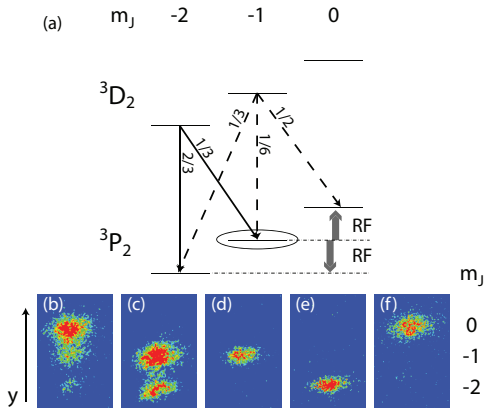 (a) mJ -2 -1 0
³D₂
1/3 1/2
1/3 1/6
2/3
³P₂ RF
RF
mJ
(b) (c) (d) (e) (f)
0
-1
-2
y